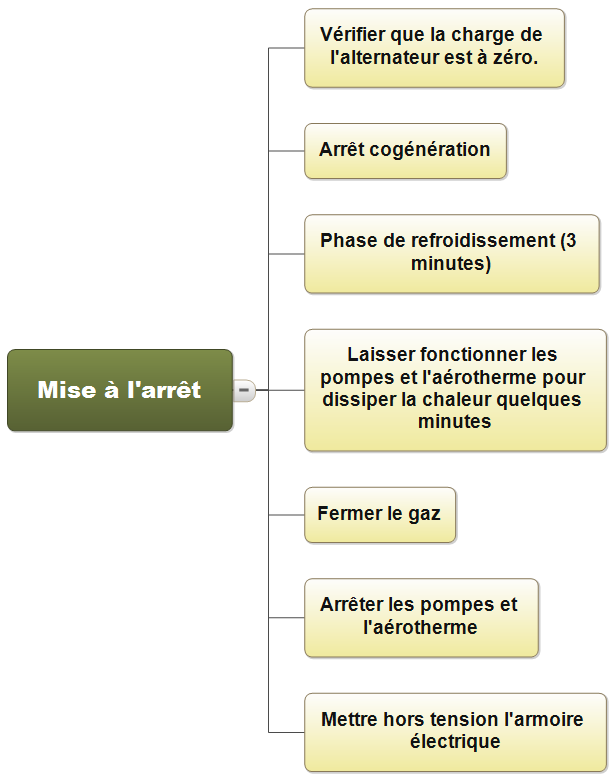 Vérifier que la charge de
l'alternateur est à zéro.
Arrêt cogénération
Phase de refroidissement (3
minutes)
Mise à l'arrêt
Laisser fonctionner les
pompes et l'aérotherme pour
dissiper la chaleur quelques
minutes
Fermer le gaz
Arrêter les pompes et
l'aérotherme
Mettre hors tension l'armoire
électrique